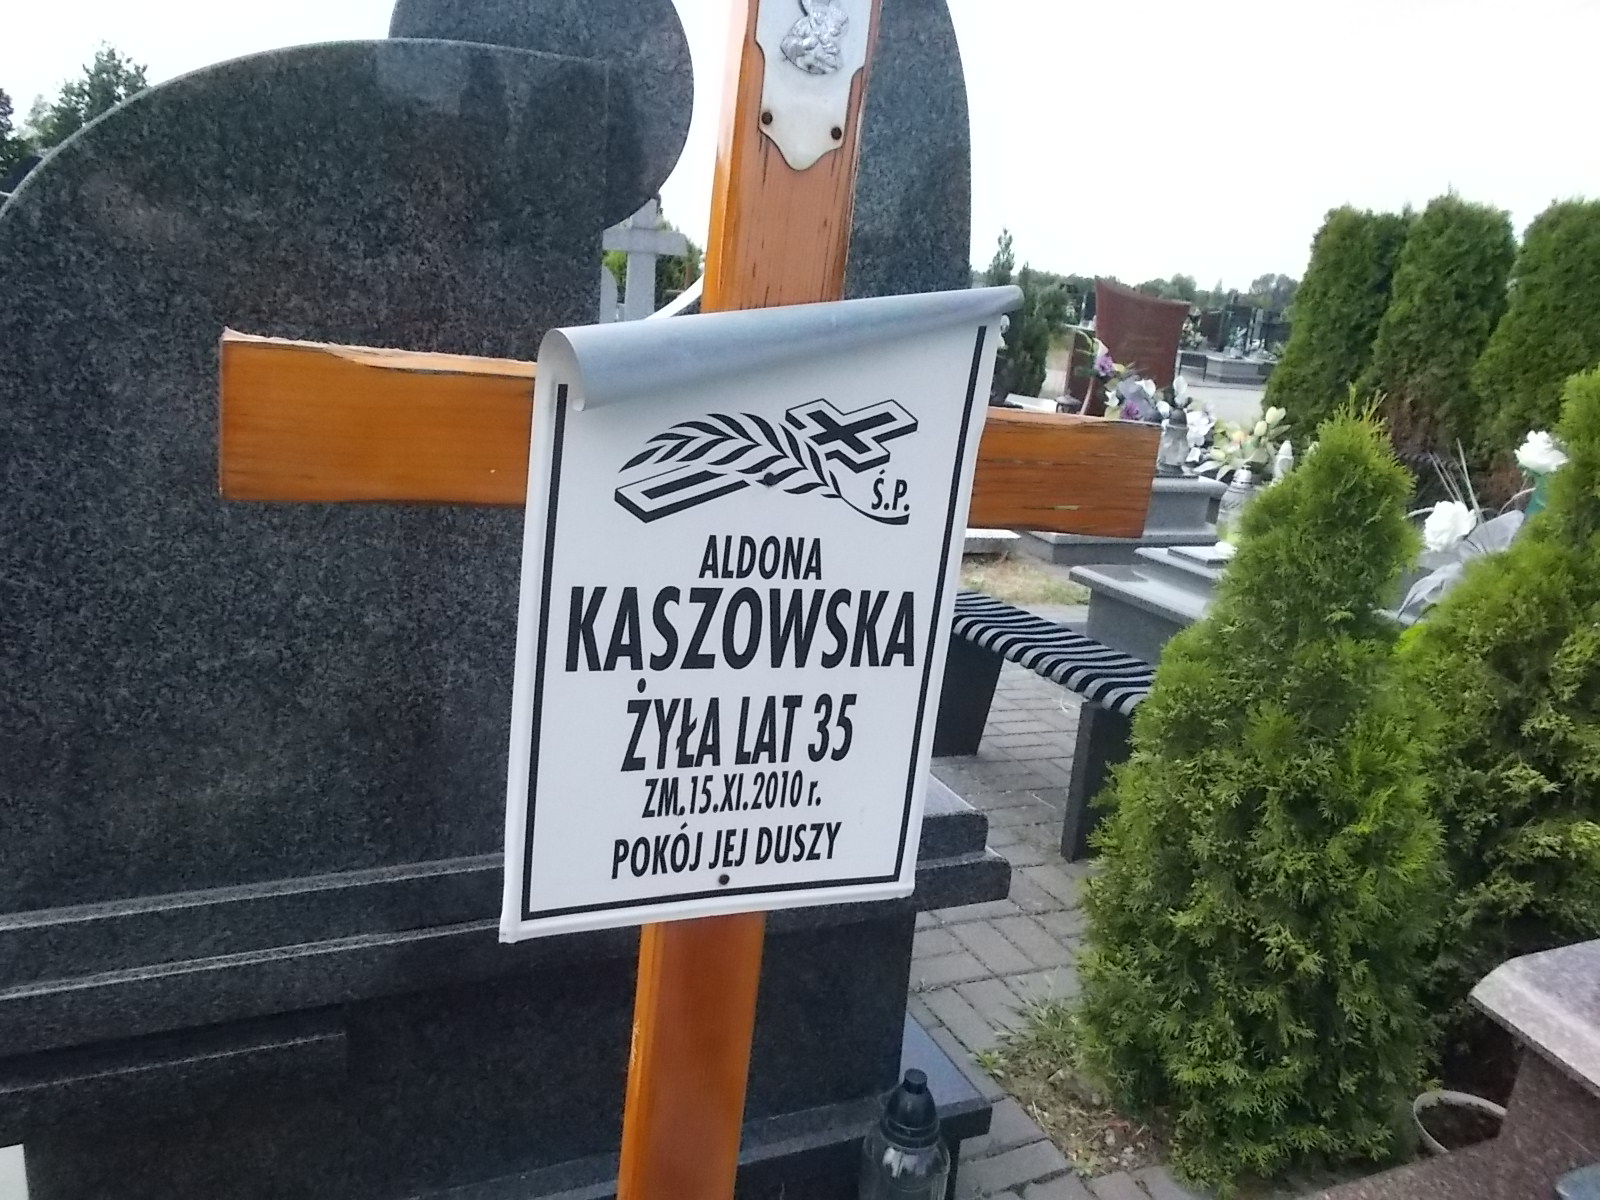 Ś.P.
ALDONA
KĄSZOWSKA
ŻYŁA LAT 35
ZM.15.XI.2010 r.
POKÓJ JEJ DUSZY